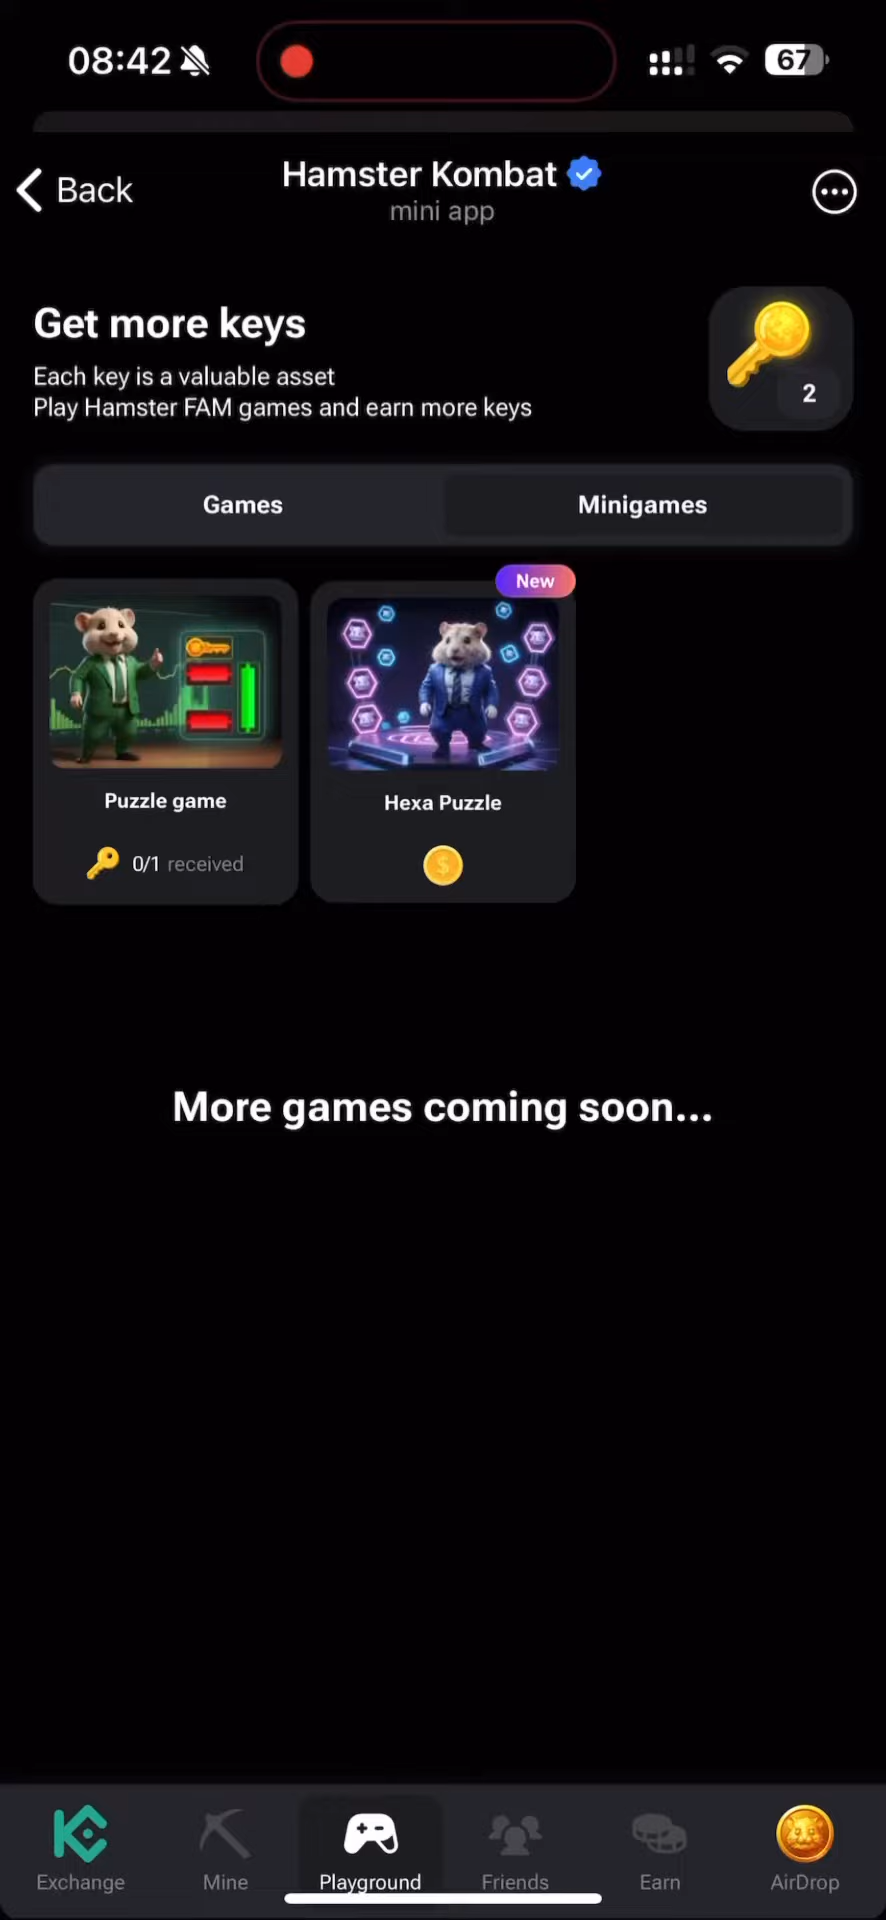 08:42
67
Back
Hamster Kombat
mini app
Get more keys
Each key is a valuable asset
Play Hamster FAM games and earn more keys
2
Games
Minigames
New
Puzzle game
Hexa Puzzle
0/1 received
More games coming soon...
Exchange
Mine
Playground
Friends
Earn
AirDrop